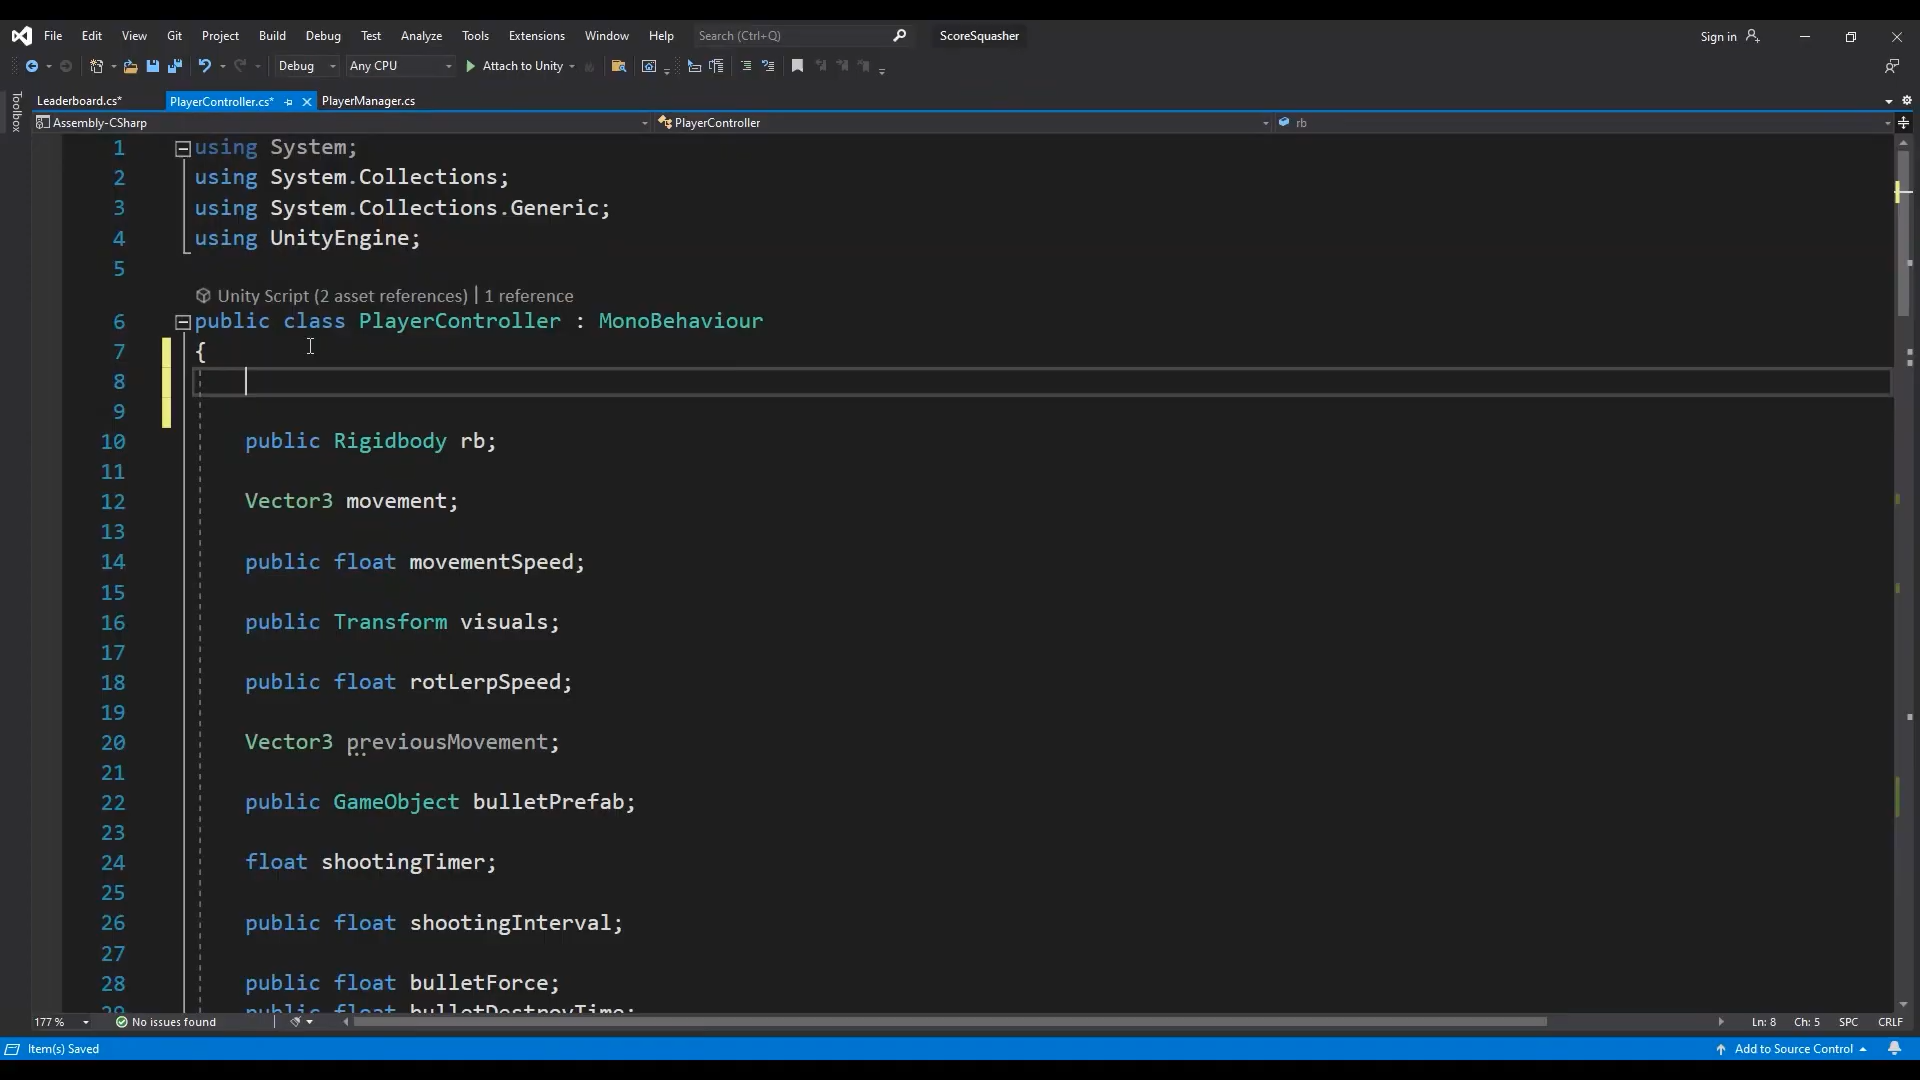 File Edit View Git Project Build Debug Test Analyze Tools Extensions Window Help Search (Ctrl+Q) ScoreSquasher Sign in
Debug Any CPU Attach to Unity
Toolbox
Leaderboard.cs* PlayerController.cs* PlayerManager.cs
Assembly-CSharp PlayerController rb
1 using System;
2 using System.Collections;
3 using System.Collections.Generic;
4 using UnityEngine;
5
Unity Script (2 asset references) | 1 reference
6 public class PlayerController : MonoBehaviour
7 {
8
9
10 public Rigidbody rb;
11
12 Vector3 movement;
13
14 public float movementSpeed;
15
16 public Transform visuals;
17
18 public float rotLerpSpeed;
19
20 Vector3 previousMovement;
21
22 public GameObject bulletPrefab;
23
24 float shootingTimer;
25
26 public float shootingInterval;
27
28 public float bulletForce;
29 public float bulletDestroyTime;
177 % No issues found Ln: 8 Ch: 5 SPC CRLF
Item(s) Saved Add to Source Control